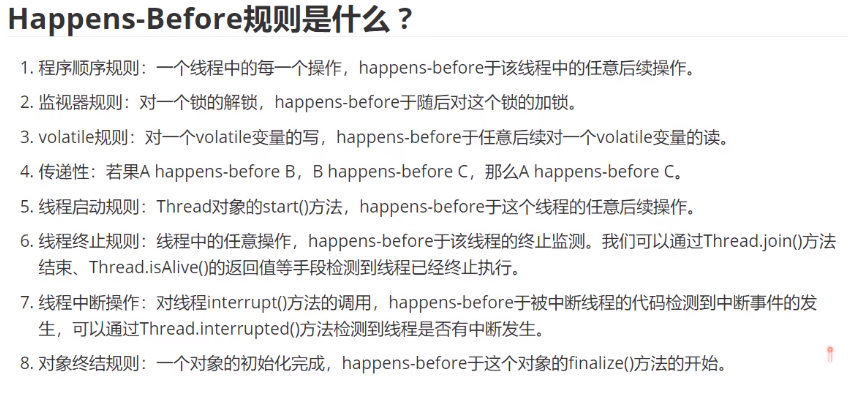 Happens-Before规则是什么？
1. 程序顺序规则：一个线程中的每一个操作，happens-before于该线程中的任意后续操作。
2. 监视器规则：对一个锁的解锁，happens-before于随后对这个锁的加锁。
3. volatile规则：对一个volatile变量的写，happens-before于任意后续对一个volatile变量的读。
4. 传递性：若果A happens-before B，B happens-before C，那么A happens-before C。
5. 线程启动规则：Thread对象的start()方法，happens-before于这个线程的任意后续操作。
6. 线程终止规则：线程中的任意操作，happens-before于该线程的终止监测。我们可以通过Thread.join()方法
结束、Thread.isAlive()的返回值等手段检测到线程已经终止执行。
7. 线程中断操作：对线程interrupt()方法的调用，happens-before于被中断线程的代码检测到中断事件的发
生，可以通过Thread.interrupted()方法检测到线程是否有中断发生。
8. 对象终结规则：一个对象的初始化完成，happens-before于这个对象的finalize()方法的开始。